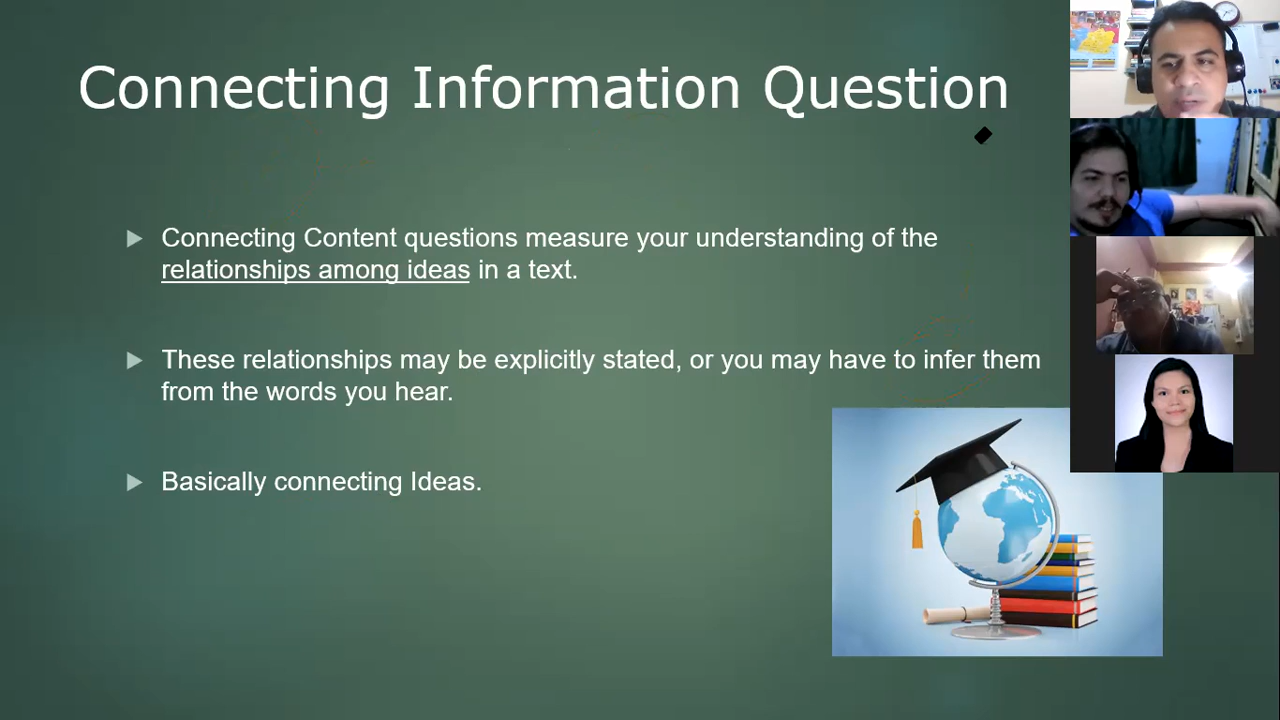 Connecting Information Question
Connecting Content questions measure your understanding of the
relationships among ideas in a text.
These relationships may be explicitly stated, or you may have to infer them
from the words you hear.
Basically connecting Ideas.